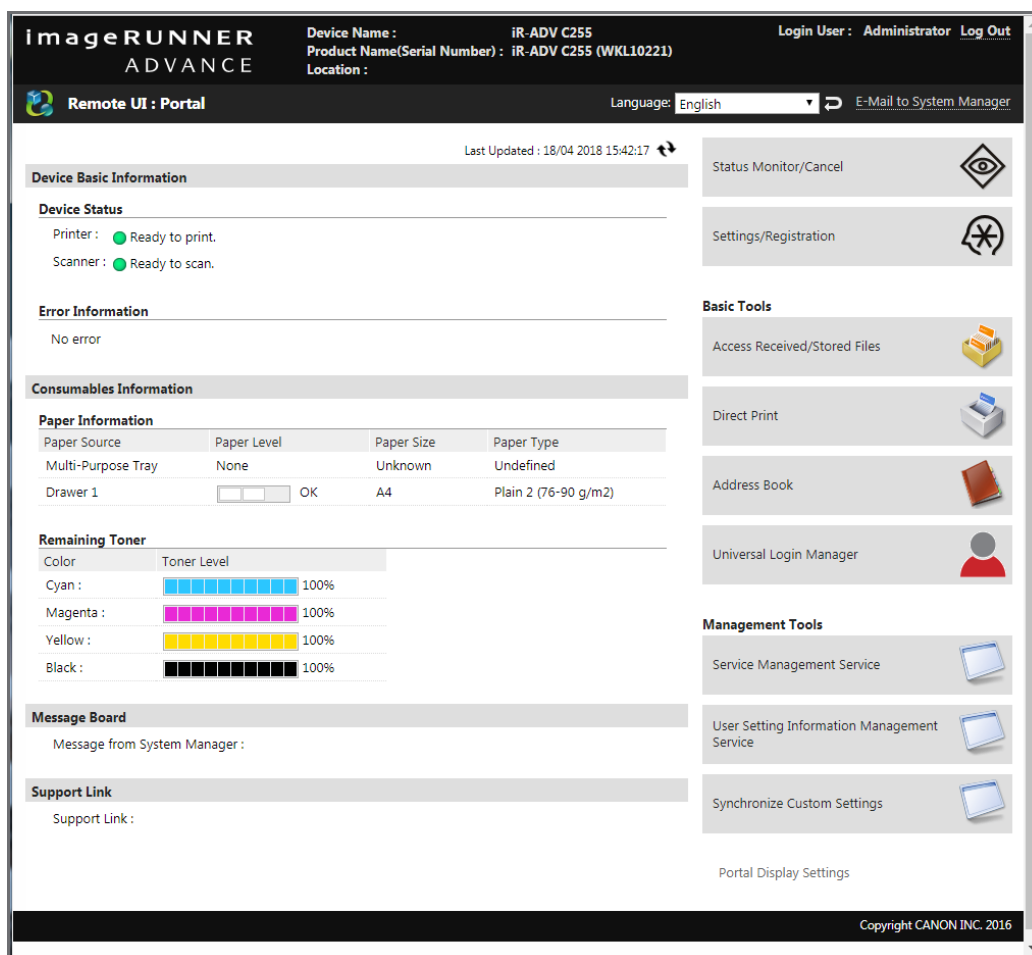 imageRUNNER
ADVANCE
Device Name : iR-ADV C255
Product Name(Serial Number) : iR-ADV C255 (WKL10221)
Location :
Login User : Administrator Log Out
Remote UI : Portal
Language: English
E-Mail to System Manager
Last Updated : 18/04 2018 15:42:17
Device Basic Information
Device Status
Printer : Ready to print.
Scanner : Ready to scan.
Error Information
No error
Consumables Information
Paper Information
Paper Source Paper Level Paper Size Paper Type
Multi-Purpose Tray None Unknown Undefined
Drawer 1 OK A4 Plain 2 (76-90 g/m2)
Remaining Toner
Color Toner Level
Cyan : 100%
Magenta : 100%
Yellow : 100%
Black : 100%
Message Board
Message from System Manager :
Support Link
Support Link :
Status Monitor/Cancel
Settings/Registration
Basic Tools
Access Received/Stored Files
Direct Print
Address Book
Universal Login Manager
Management Tools
Service Management Service
User Setting Information Management
Service
Synchronize Custom Settings
Portal Display Settings
Copyright CANON INC. 2016